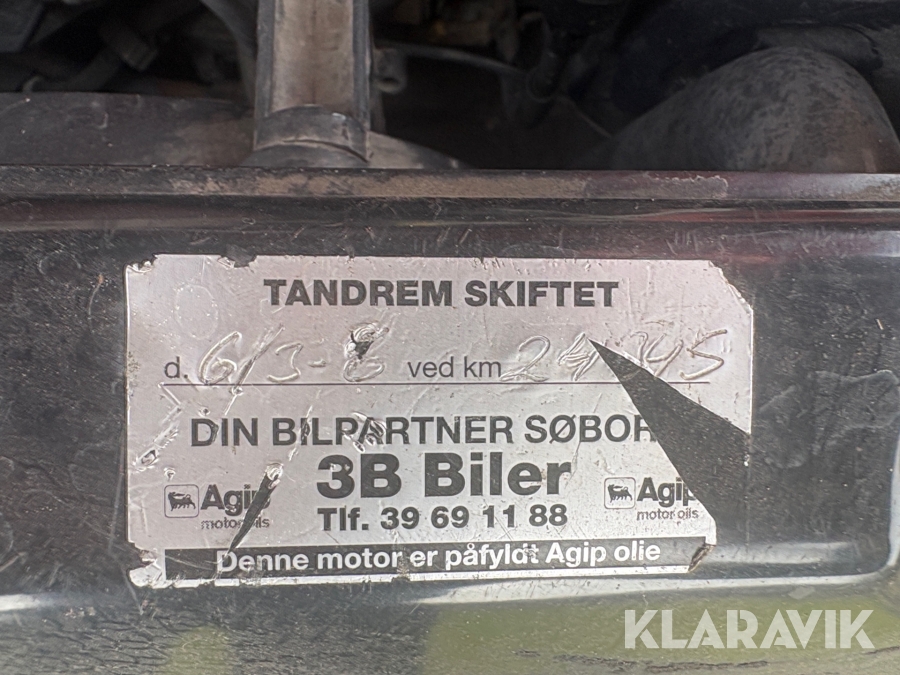 TANDREM SKIFTET
d. 6/3-8 ved km
DIN BILPARTNER
3B Biler
Agip motor oils
Agip motor oils
Tlf. 39 69 11 88
Denne motor er påfyldt Agip olie
KLARAVIK